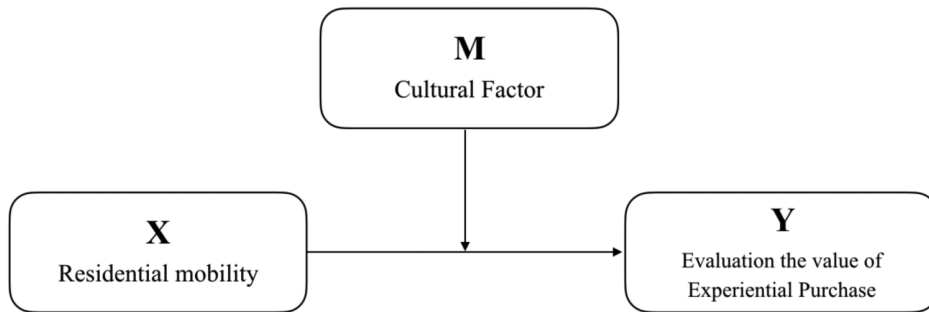 M
Cultural Factor
X
Residential mobility
Y
Evaluation the value of
Experiential Purchase